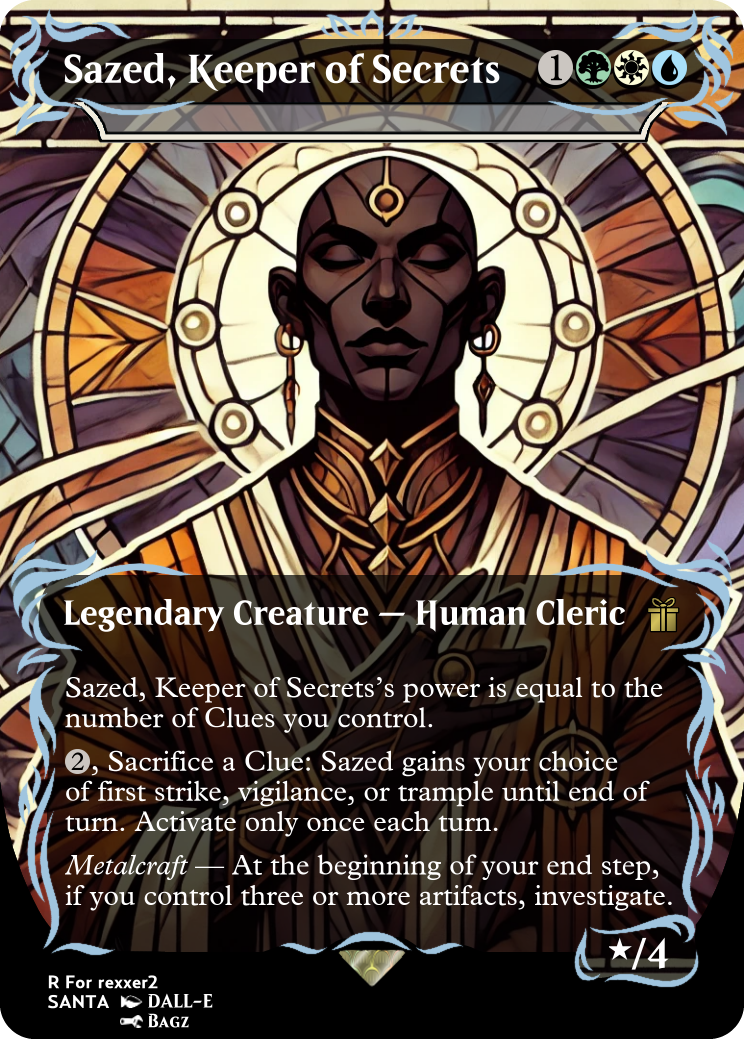 Sazed, Keeper of Secrets 1
Legendary Creature — Human Cleric
Sazed, Keeper of Secrets's power is equal to the
number of Clues you control.
2, Sacrifice a Clue: Sazed gains your choice
of first strike, vigilance, or trample until end of
turn. Activate only once each turn.
Metalcraft — At the beginning of your end step,
if you control three or more artifacts, investigate.
★/4
R For rexxer2
SANTA DALL-E
Bagz